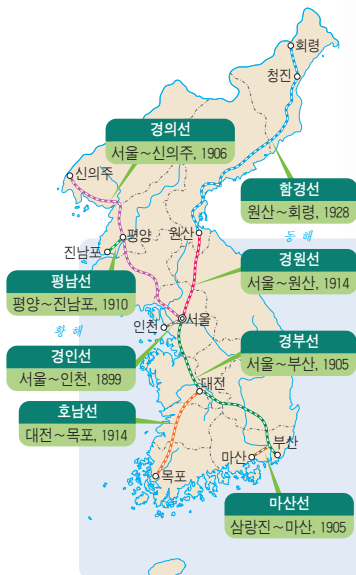 회령
청진
경의선
서울～신의주, 1906
신의주
함경선
원산～회령, 1928
평양
원산
동 해
진남포
경원선
서울～원산, 1914
평남선
평양～진남포, 1910
서울
인천
황 해
경부선
서울～부산, 1905
경인선
서울～인천, 1899
대전
호남선
대전～목포, 1914
부산
마산
목포
마산선
삼랑진～마산, 1905